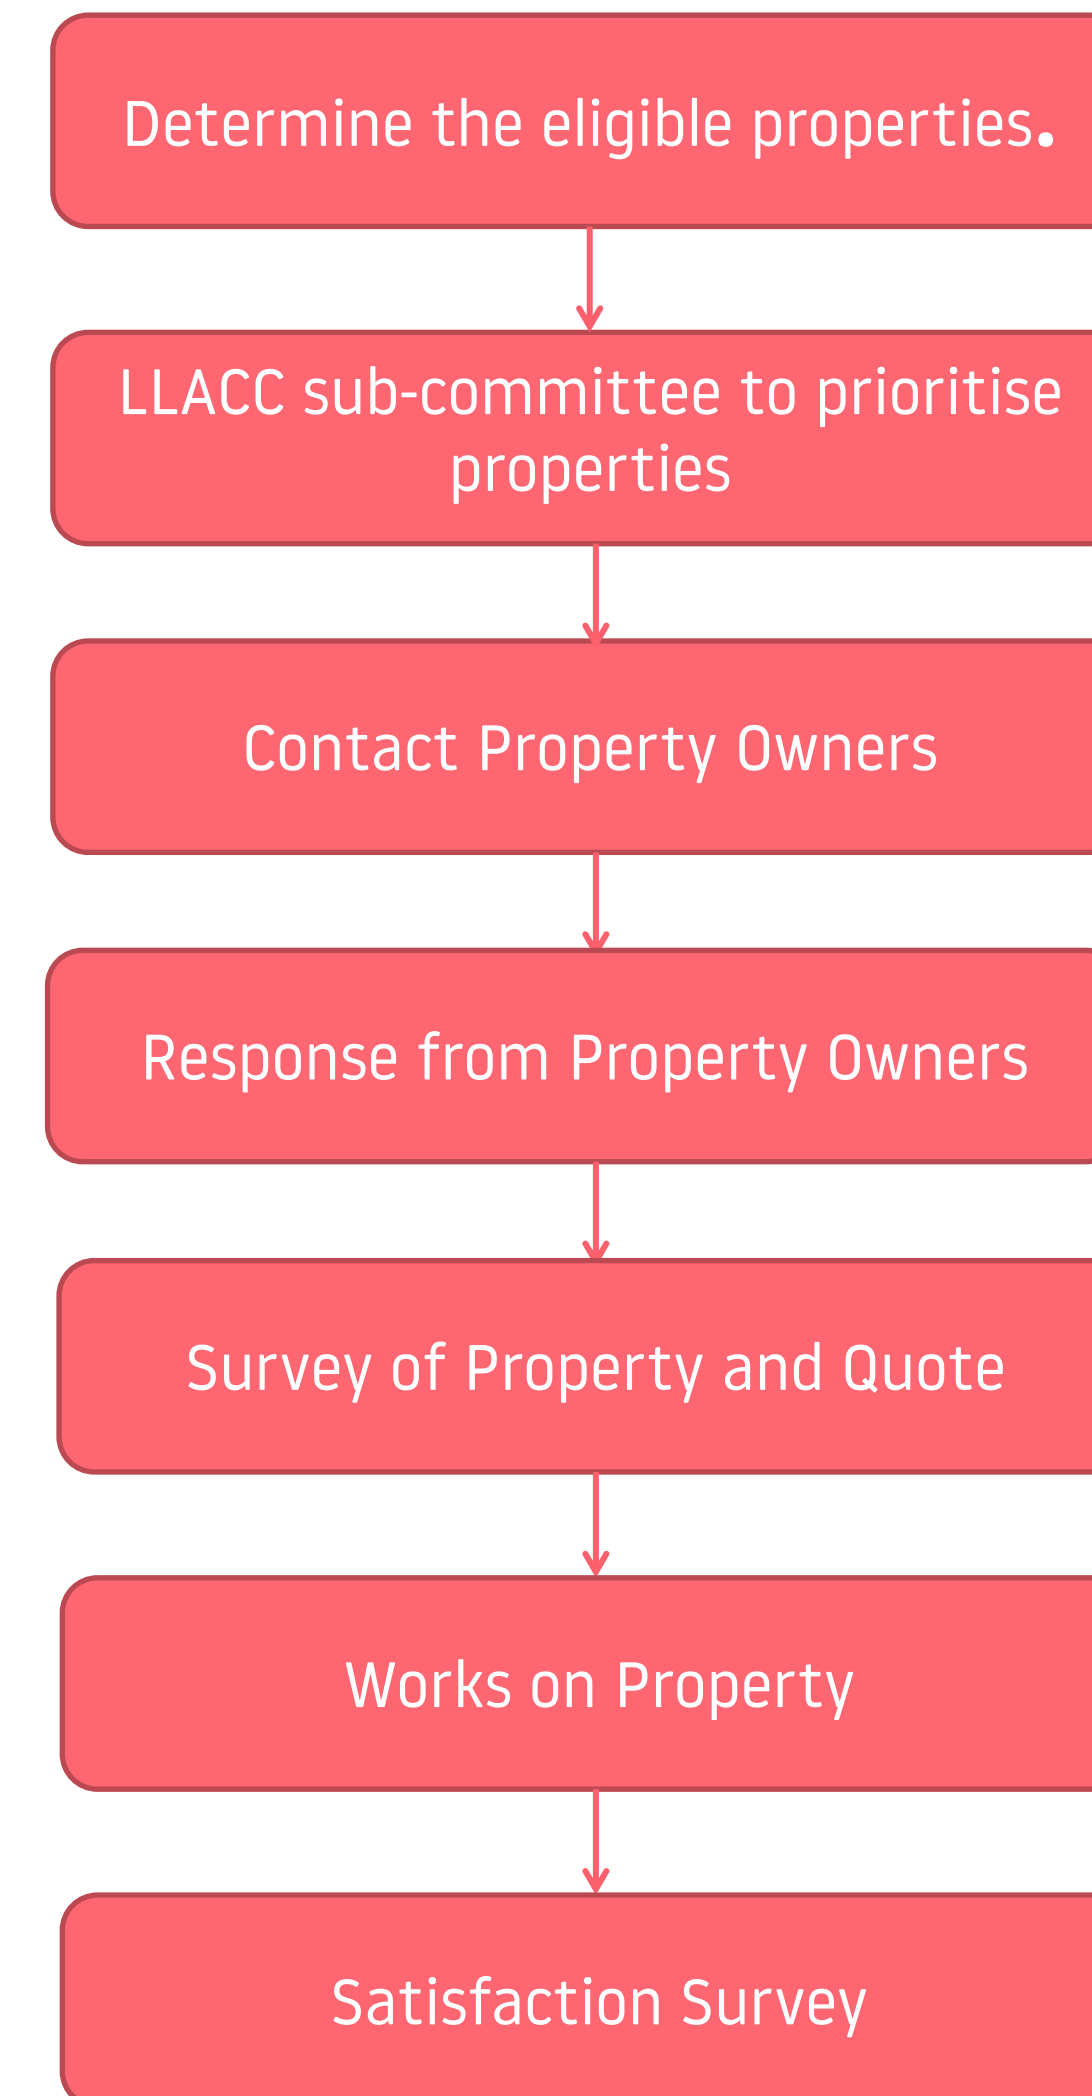 Determine the eligible properties.
LLACC sub-committee to prioritise
properties
Contact Property Owners
Response from Property Owners
Survey of Property and Quote
Works on Property
Satisfaction Survey